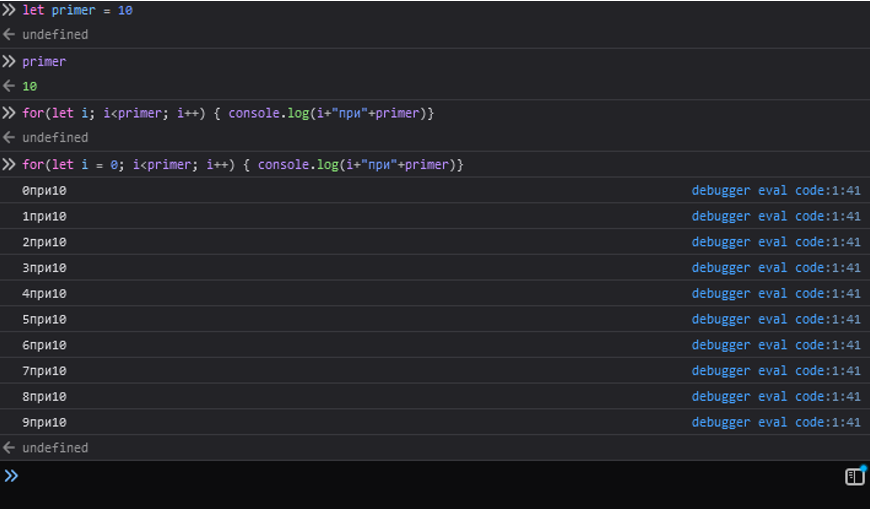 let primer = 10
undefined
primer
10
for(let i; i<primer; i++) { console.log(i+"при"+primer)}
undefined
for(let i = 0; i<primer; i++) { console.log(i+"при"+primer)}
0при10 debugger eval code:1:41
1при10 debugger eval code:1:41
2при10 debugger eval code:1:41
3при10 debugger eval code:1:41
4при10 debugger eval code:1:41
5при10 debugger eval code:1:41
6при10 debugger eval code:1:41
7при10 debugger eval code:1:41
8при10 debugger eval code:1:41
9при10 debugger eval code:1:41
undefined